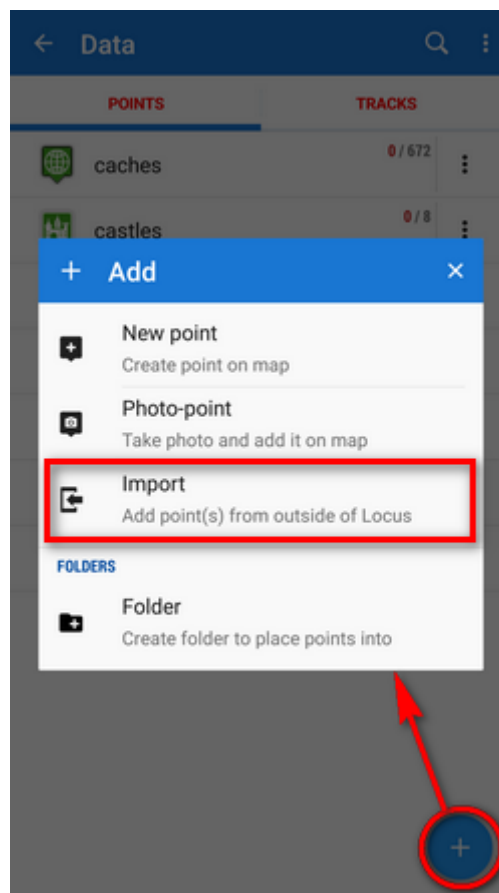 Data
POINTS TRACKS
caches 0 / 672
castles 0 / 8
+ Add ×
New point
Create point on map
Photo-point
Take photo and add it on map
Import
Add point(s) from outside of Locus
FOLDERS
Folder
Create folder to place points into
+